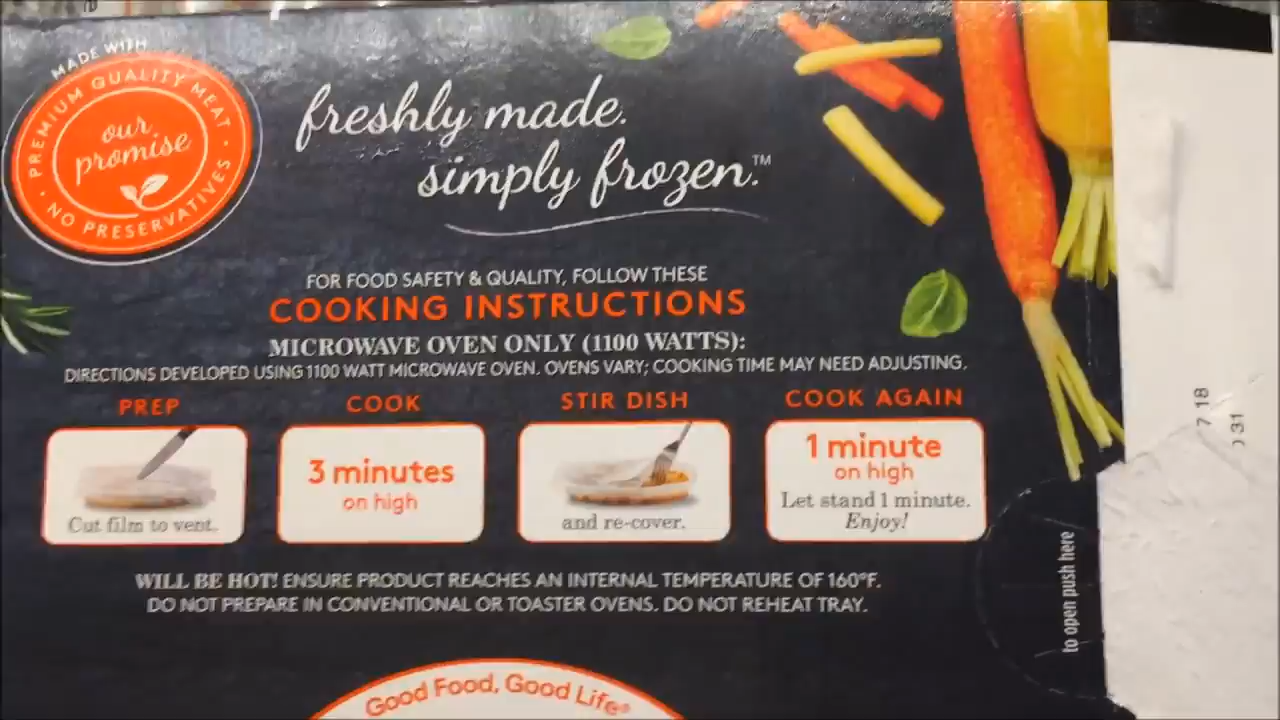 MADE WITH
PREMIUM QUALITY MEAT
our
promise
NO PRESERVATIVES
freshly made.
simply frozen.™
FOR FOOD SAFETY & QUALITY, FOLLOW THESE
COOKING INSTRUCTIONS
MICROWAVE OVEN ONLY (1100 WATTS):
DIRECTIONS DEVELOPED USING 1100 WATT MICROWAVE OVEN. OVENS VARY; COOKING TIME MAY NEED ADJUSTING.
PREP
Cut film to vent.
COOK
3 minutes
on high
STIR DISH
and re-cover.
COOK AGAIN
1 minute
on high
Let stand 1 minute.
Enjoy!
WILL BE HOT! ENSURE PRODUCT REACHES AN INTERNAL TEMPERATURE OF 160°F.
DO NOT PREPARE IN CONVENTIONAL OR TOASTER OVENS. DO NOT REHEAT TRAY.
Good Food, Good Life®
to open push here
7 18
31